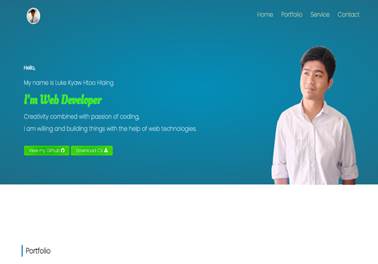 Home Portfolio Service Contact
Hello,
My name is Luke Kyaw Htoo Hlaing
I'm Web Developer
Creativity combined with passion of coding,
I am willing and building things with the help of web technologies.
View my Github Download CV
Portfolio